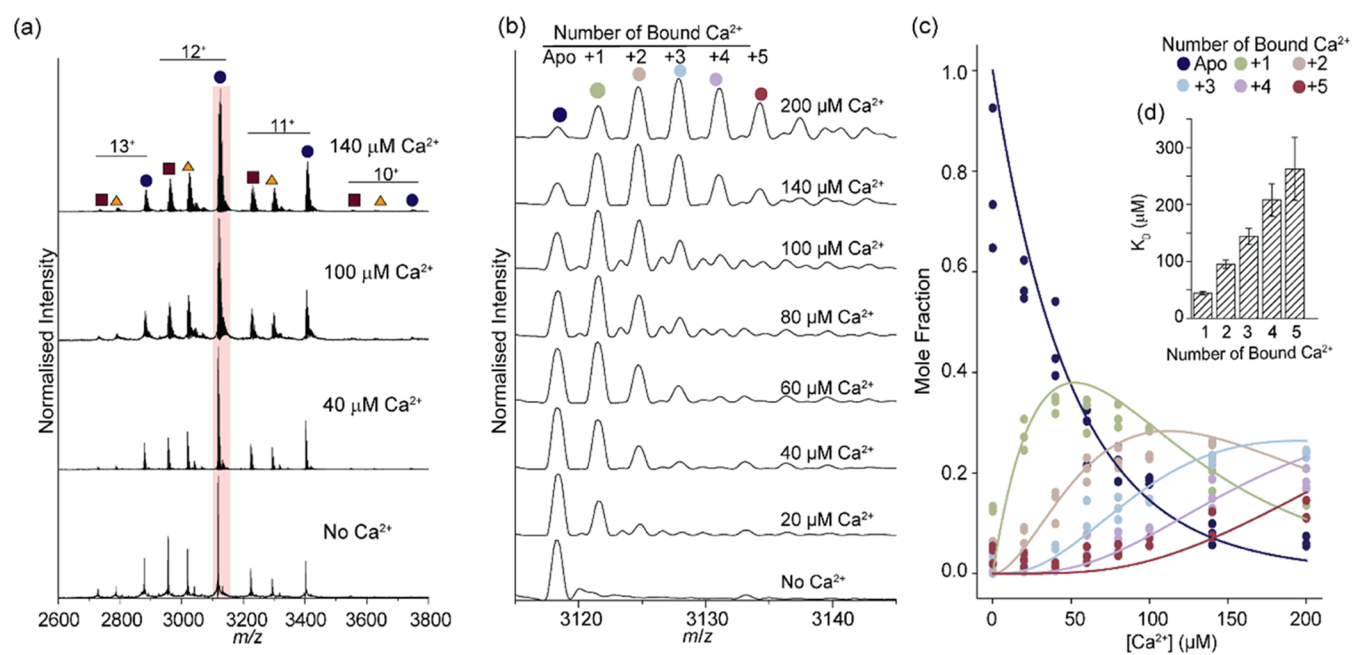 (a)
12⁺
13⁺
11⁺
10⁺
140 µM Ca²⁺
100 µM Ca²⁺
40 µM Ca²⁺
No Ca²⁺
Normalised Intensity
2600 2800 3000 3200 3400 3600 3800
m/z
(b)
Number of Bound Ca²⁺
Apo +1 +2 +3 +4 +5
200 µM Ca²⁺
140 µM Ca²⁺
100 µM Ca²⁺
80 µM Ca²⁺
60 µM Ca²⁺
40 µM Ca²⁺
20 µM Ca²⁺
No Ca²⁺
Normalised Intensity
3120 3130 3140
m/z
(c)
Number of Bound Ca²⁺
Apo +1 +2
+3 +4 +5
1.0
0.8
0.6
0.4
0.2
0.0
Mole Fraction
0 50 100 150 200
[Ca²⁺] (µM)
(d)
300
200
100
0
K_D (µM)
1 2 3 4 5
Number of Bound Ca²⁺